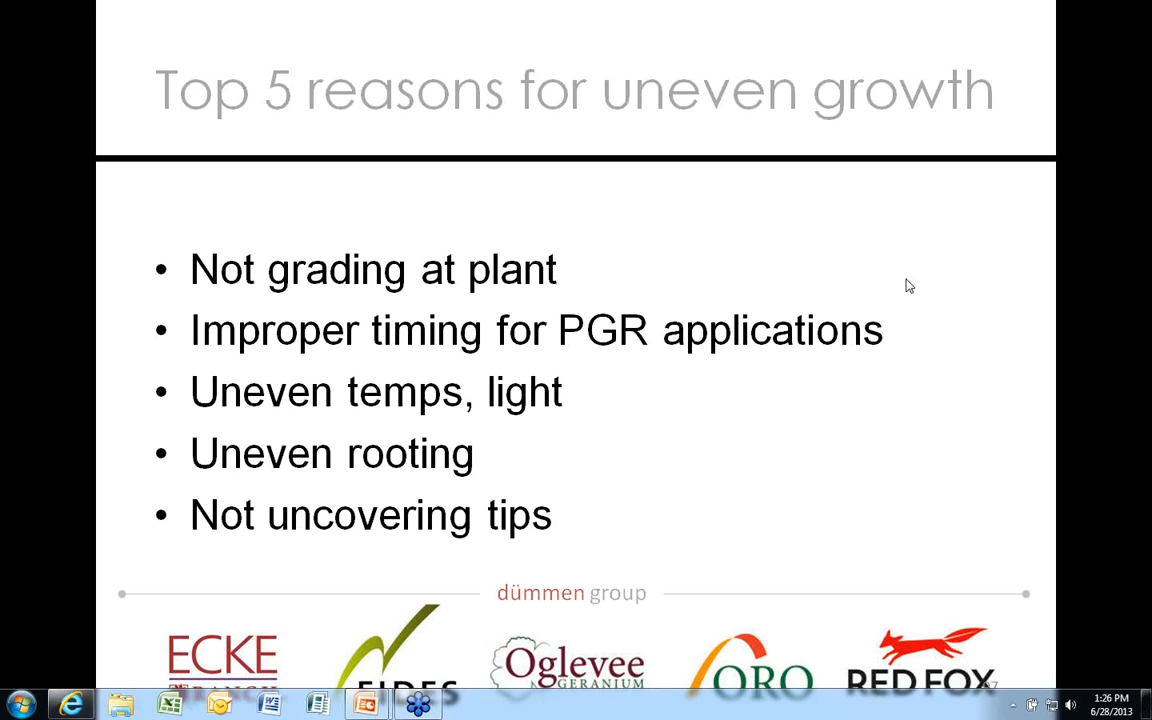 Top 5 reasons for uneven growth
• Not grading at plant
• Improper timing for PGR applications
• Uneven temps, light
• Uneven rooting
• Not uncovering tips
dümmen group
ECKE
Oglevee
GERANIUM
ORO
RED FOX
1:26 PM
6/28/2013